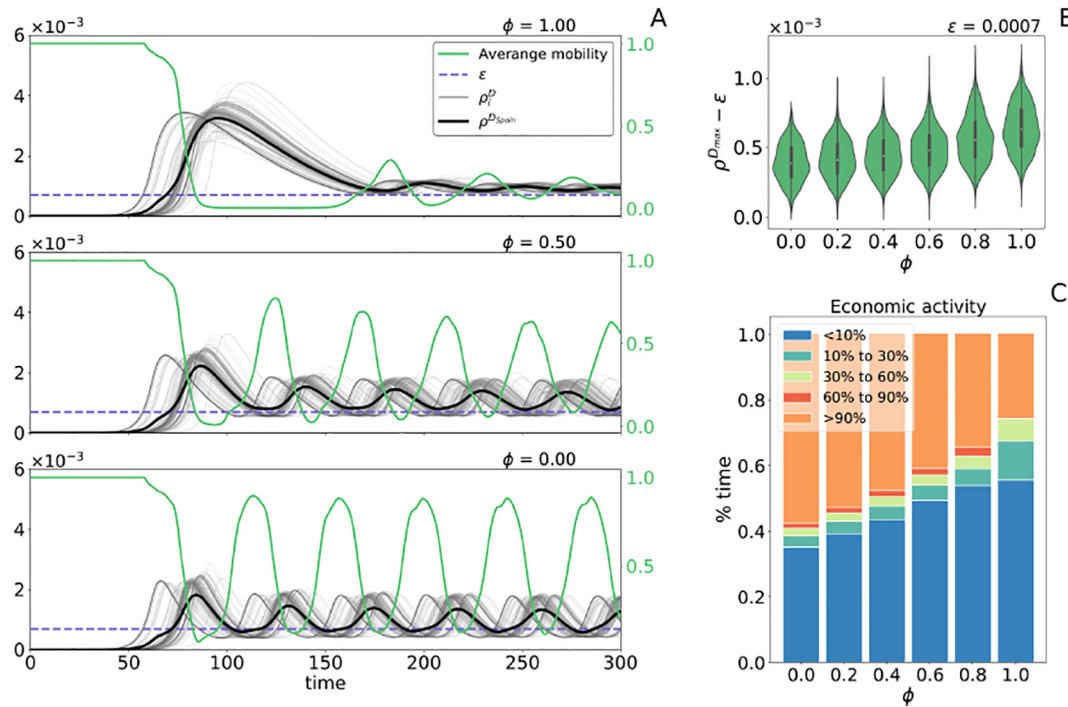 A
×10⁻³
ϕ = 1.00
6
4
2
0
1.0
0.5
0.0
Averange mobility
ε
ρᵢᴰ
ρ^{D_{Spain}}
×10⁻³
ϕ = 0.50
6
4
2
0
1.0
0.5
0.0
×10⁻³
ϕ = 0.00
6
4
2
0
1.0
0.5
0
50
100
150
200
250
300
time
×10⁻³
ε = 0.0007
1.0
0.5
0.0
ρ^{D_{max}} − ε
0.0
0.2
0.4
0.6
0.8
1.0
ϕ
C
Economic activity
<10%
10% to 30%
30% to 60%
60% to 90%
>90%
1.0
0.8
0.6
0.4
0.2
0.0
% time
0.0
0.2
0.4
0.6
0.8
1.0
ϕ